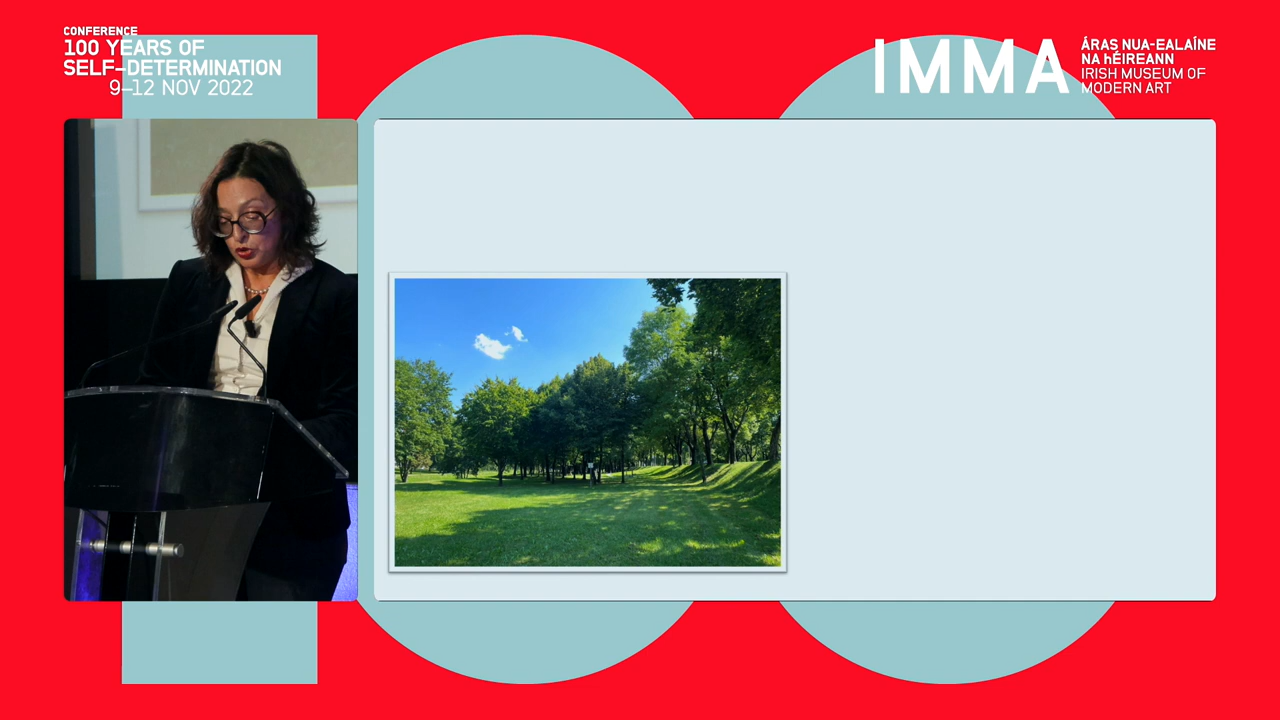 CONFERENCE
100 YEARS OF
SELF–DETERMINATION
9–12 NOV 2022
IMMA
ÁRAS NUA-EALAÍNE
NA hÉIREANN
IRISH MUSEUM OF
MODERN ART